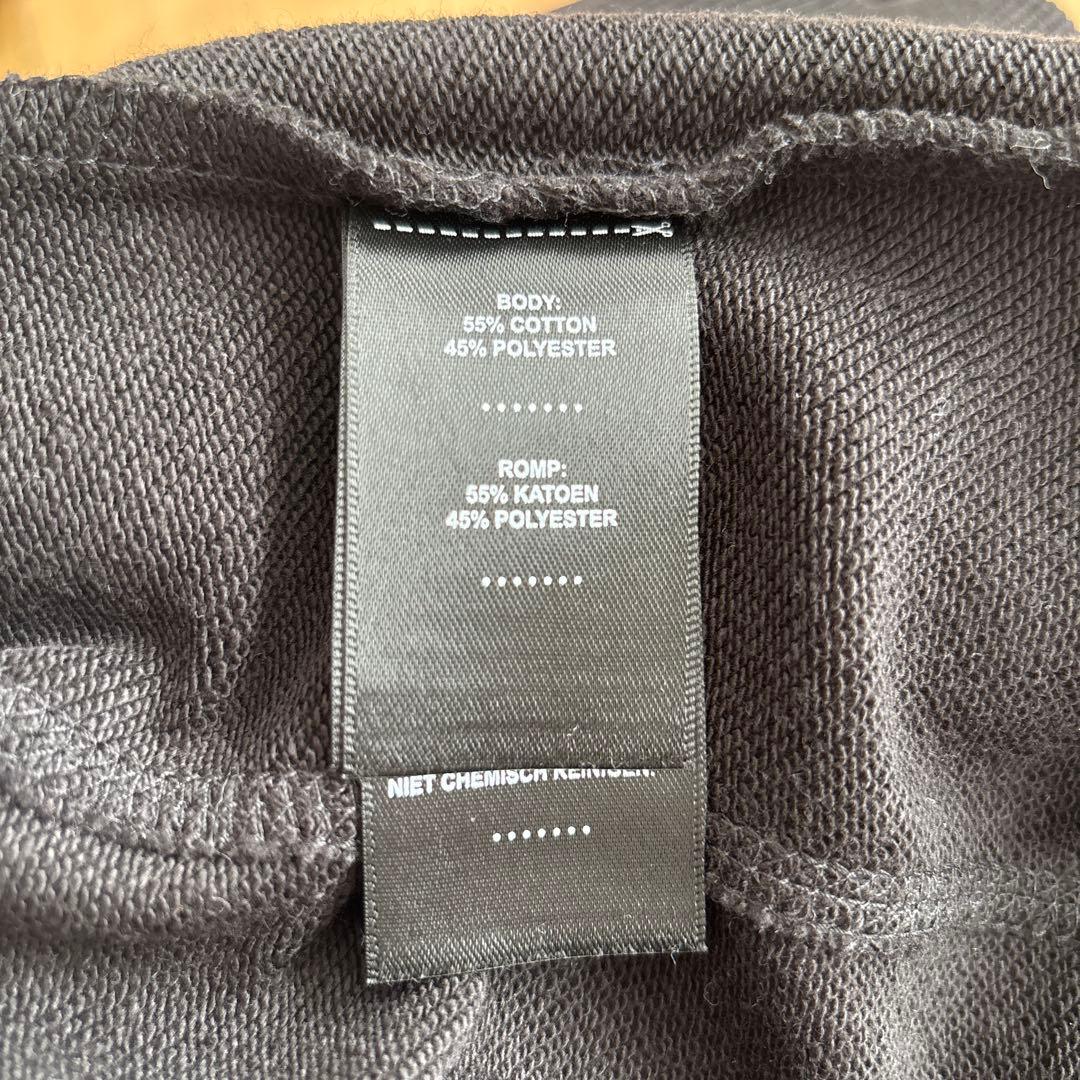 BODY:
55% COTTON
45% POLYESTER
.......
ROMP:
55% KATOEN
45% POLYESTER
.......
NIET CHEMISCH REINIGEN.
.......